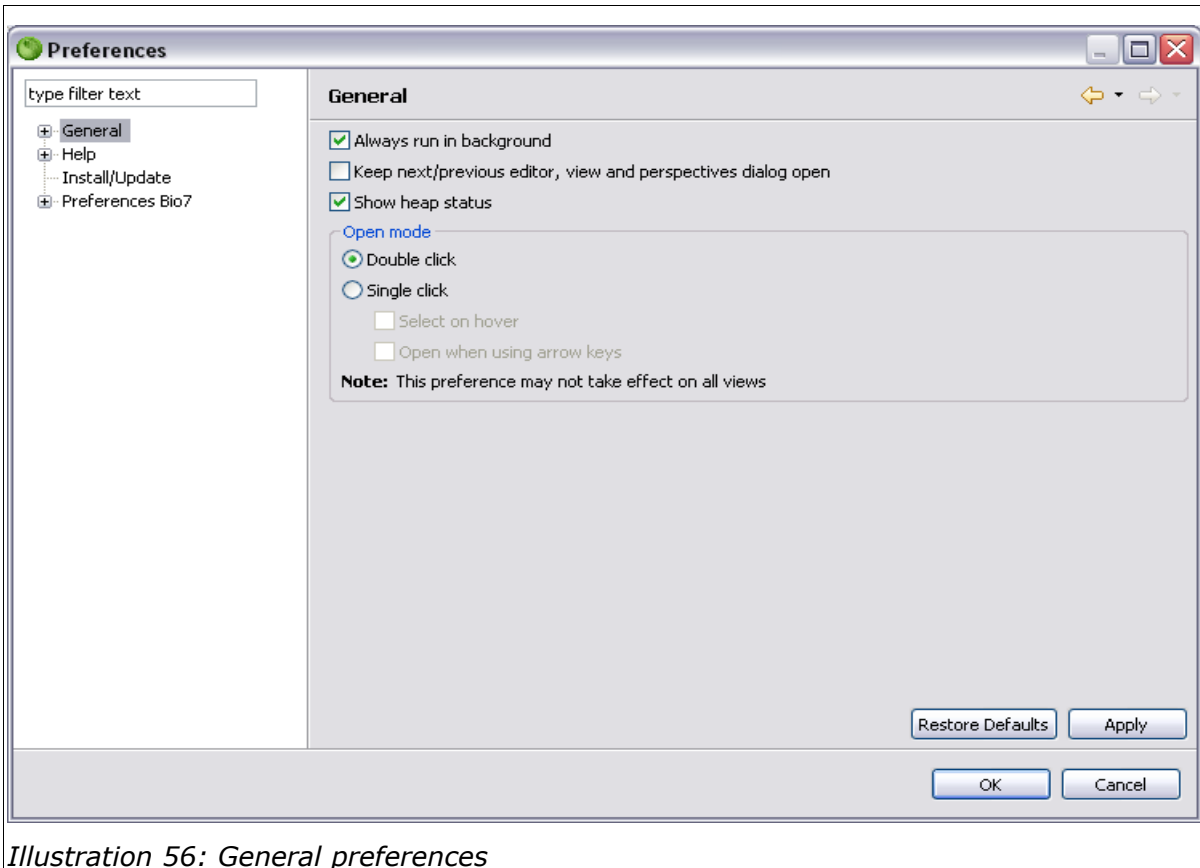 Preferences
type filter text
General
Help
Install/Update
Preferences Bio7
General
Always run in background
Keep next/previous editor, view and perspectives dialog open
Show heap status
Open mode
Double click
Single click
Select on hover
Open when using arrow keys
Note: This preference may not take effect on all views
Restore Defaults Apply
OK Cancel
Illustration 56: General preferences